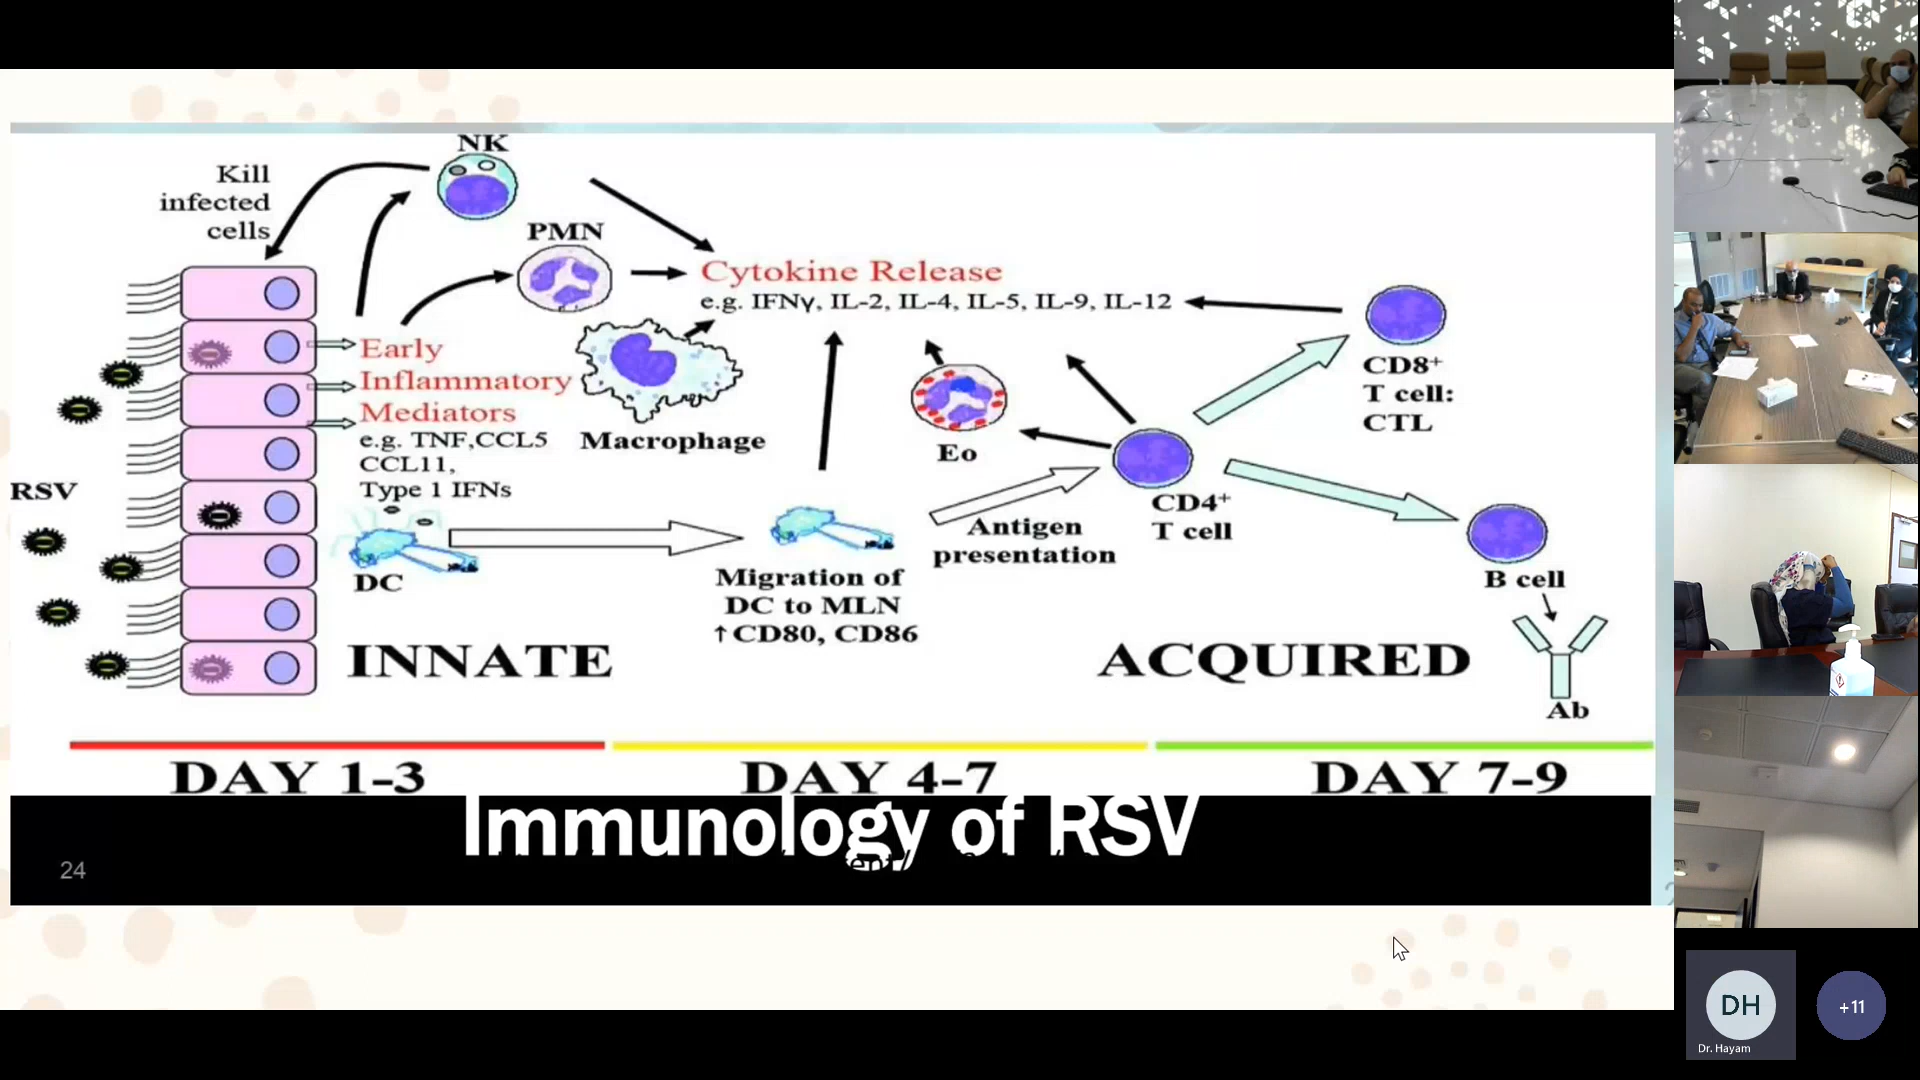 NK
Kill
infected
cells
PMN
Cytokine Release
e.g. IFNγ, IL-2, IL-4, IL-5, IL-9, IL-12
Early
Inflammatory
Mediators
e.g. TNF,CCL5
CCL11,
Type 1 IFNs
Macrophage
Eo
CD8+
T cell:
CTL
RSV
CD4+
T cell
Antigen
presentation
DC
Migration of
DC to MLN
↑CD80, CD86
B cell
INNATE
ACQUIRED
Ab
DAY 1-3
DAY 4-7
DAY 7-9
Immunology of RSV
24
DH
Dr. Hayam
+11